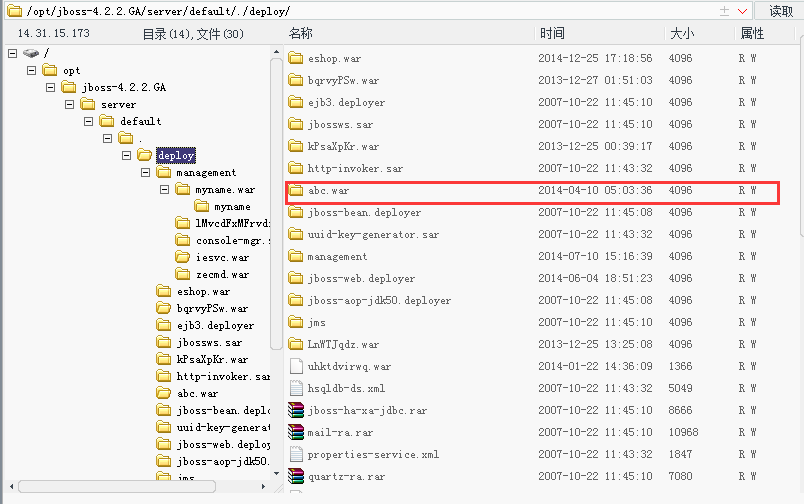 /opt/jboss-4.2.2.GA/server/default/./deploy/ 读取
14.31.15.173 目录(14),文件(30) 名称 时间 大小 属性
/
opt
jboss-4.2.2.GA
server
default
.
deploy
management
myname.war
myname
lMvcdFxMFrvdi
console-mgr.s
iesvc.war
zecmd.war
eshop.war
bqrvyPSw.war
ejb3.deployer
jbossws.sar
kPsaXpKr.war
http-invoker.sar
abc.war
jboss-bean.deplo
uuid-key-generat
jboss-web.deploy
jboss-aop-jdk50.
jms
eshop.war 2014-12-25 17:18:56 4096 R W
bqrvyPSw.war 2013-12-27 01:51:03 4096 R W
ejb3.deployer 2007-10-22 11:45:10 4096 R W
jbossws.sar 2007-10-22 11:45:10 4096 R W
kPsaXpKr.war 2013-12-25 00:39:17 4096 R W
http-invoker.sar 2007-10-22 11:43:32 4096 R W
abc.war 2014-04-10 05:03:36 4096 R W
jboss-bean.deployer 2007-10-22 11:45:08 4096 R W
uuid-key-generator.sar 2007-10-22 11:43:32 4096 R W
management 2014-07-10 15:16:39 4096 R W
jboss-web.deployer 2014-06-04 18:51:23 4096 R W
jboss-aop-jdk50.deployer 2007-10-22 11:45:08 4096 R W
jms 2007-10-22 11:45:10 4096 R W
LnWTJqdz.war 2013-12-25 13:25:08 4096 R W
uhktdvirwq.war 2014-01-22 14:36:09 1366 R W
hsqldb-ds.xml 2007-10-22 11:43:32 5049 R W
jboss-ha-xa-jdbc.rar 2007-10-22 11:45:10 8666 R W
mail-ra.rar 2007-10-22 11:45:10 10968 R W
properties-service.xml 2007-10-22 11:43:32 1847 R W
quartz-ra.rar 2007-10-22 11:45:10 7080 R W